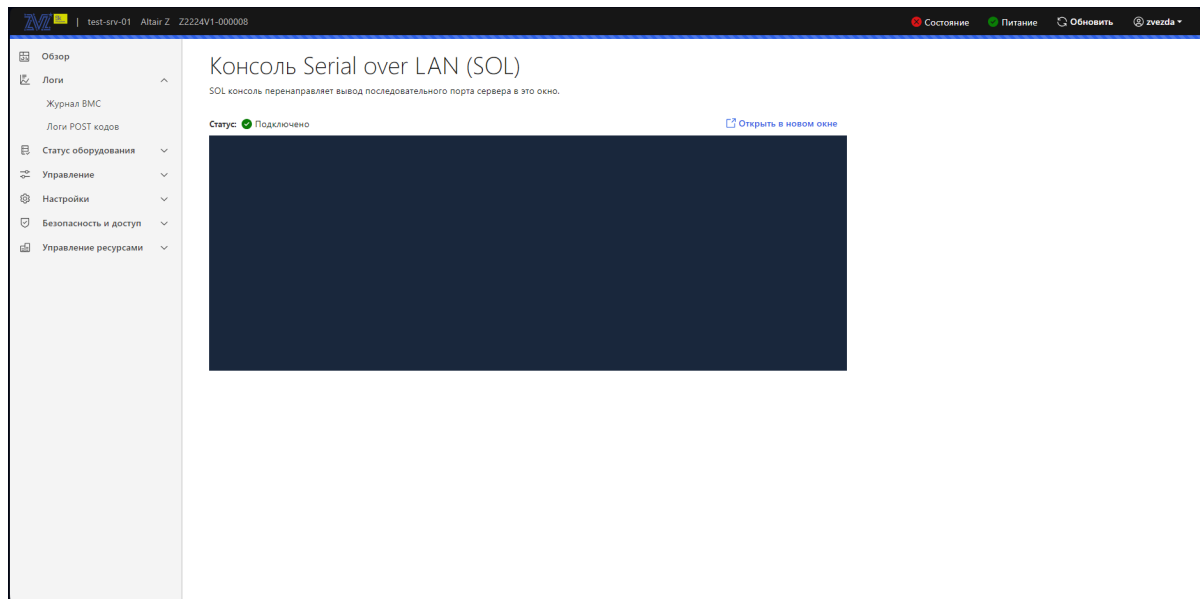 test-srv-01 Altair Z Z2224V1-000008 Состояние Питание Обновить zvezda
Обзор
Логи
Журнал BMC
Логи POST кодов
Статус оборудования
Управление
Настройки
Безопасность и доступ
Управление ресурсами
Консоль Serial over LAN (SOL)
SOL консоль перенаправляет вывод последовательного порта сервера в это окно.
Статус: Подключено Открыть в новом окне